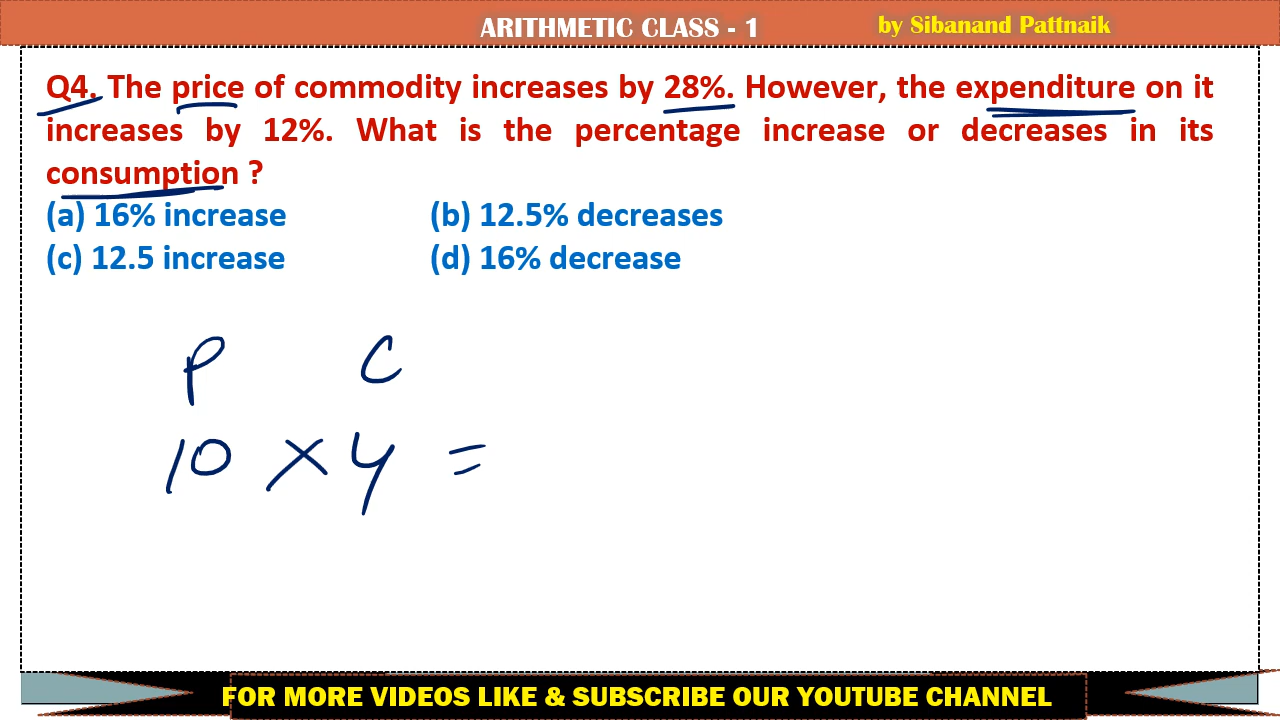 ARITHMETIC CLASS - 1
by Sibanand Pattnaik
Q4. The price of commodity increases by 28%. However, the expenditure on it
increases by 12%. What is the percentage increase or decreases in its
consumption ?
(a) 16% increase (b) 12.5% decreases
(c) 12.5 increase (d) 16% decrease
P C
10 × 4 =
FOR MORE VIDEOS LIKE & SUBSCRIBE OUR YOUTUBE CHANNEL